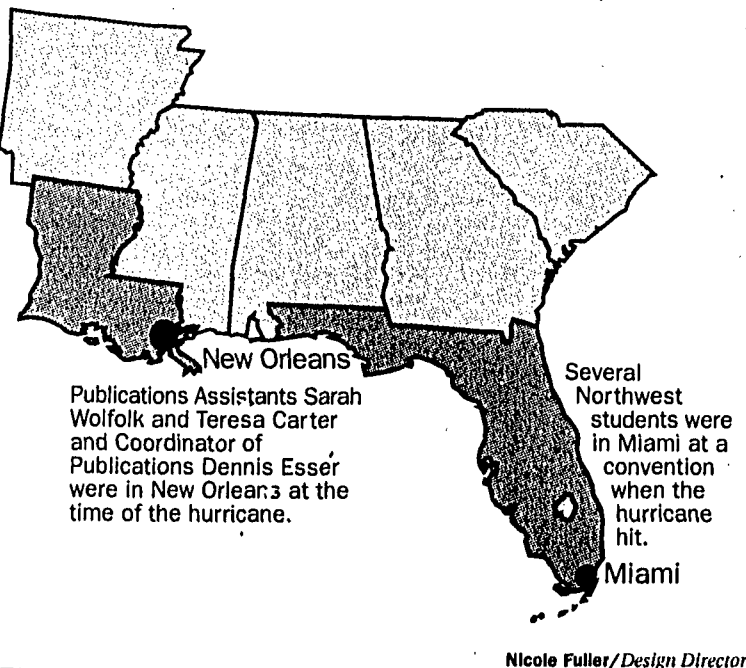 New Orleans
Publications Assistants Sarah
Wolfolk and Teresa Carter
and Coordinator of
Publications Dennis Esser
were in New Orleans at the
time of the hurricane.
Several
Northwest
students were
in Miami at a
convention
when the
hurricane
hit.
Miami
Nicole Fuller/Design Director